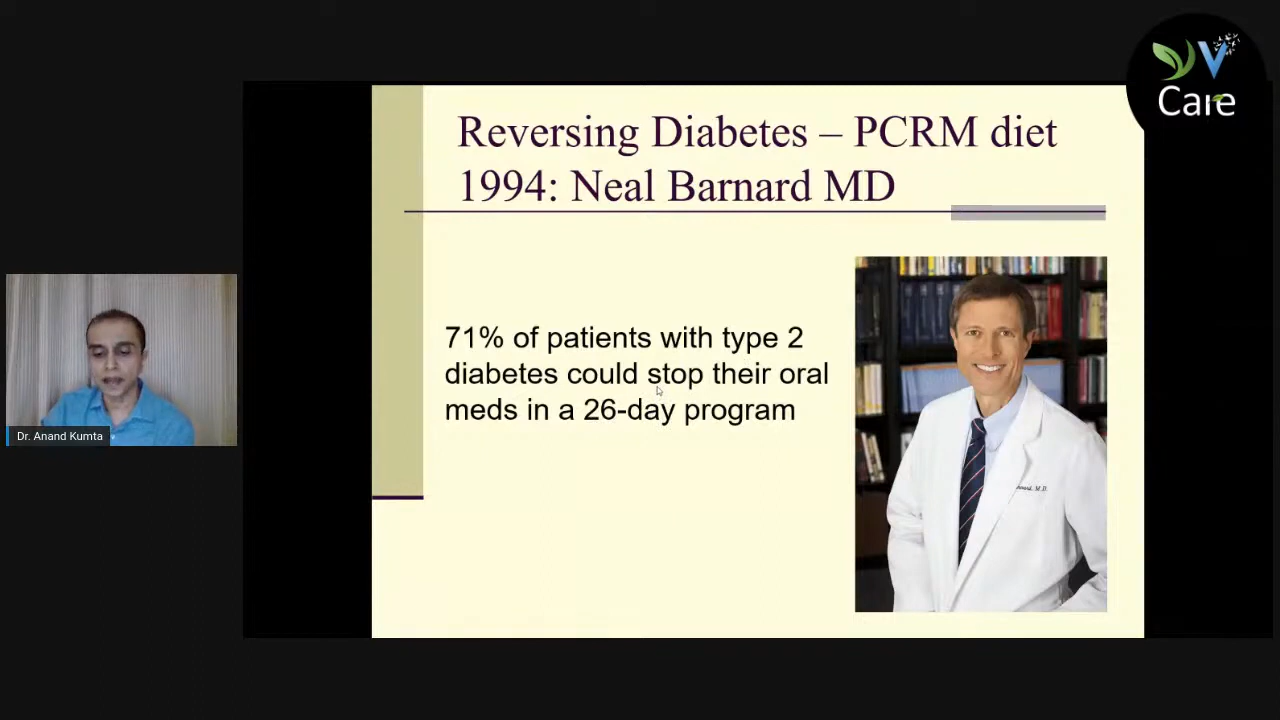 V
Care
Reversing Diabetes – PCRM diet
1994: Neal Barnard MD
71% of patients with type 2
diabetes could stop their oral
meds in a 26-day program
M.D.
Dr. Anand Kumta